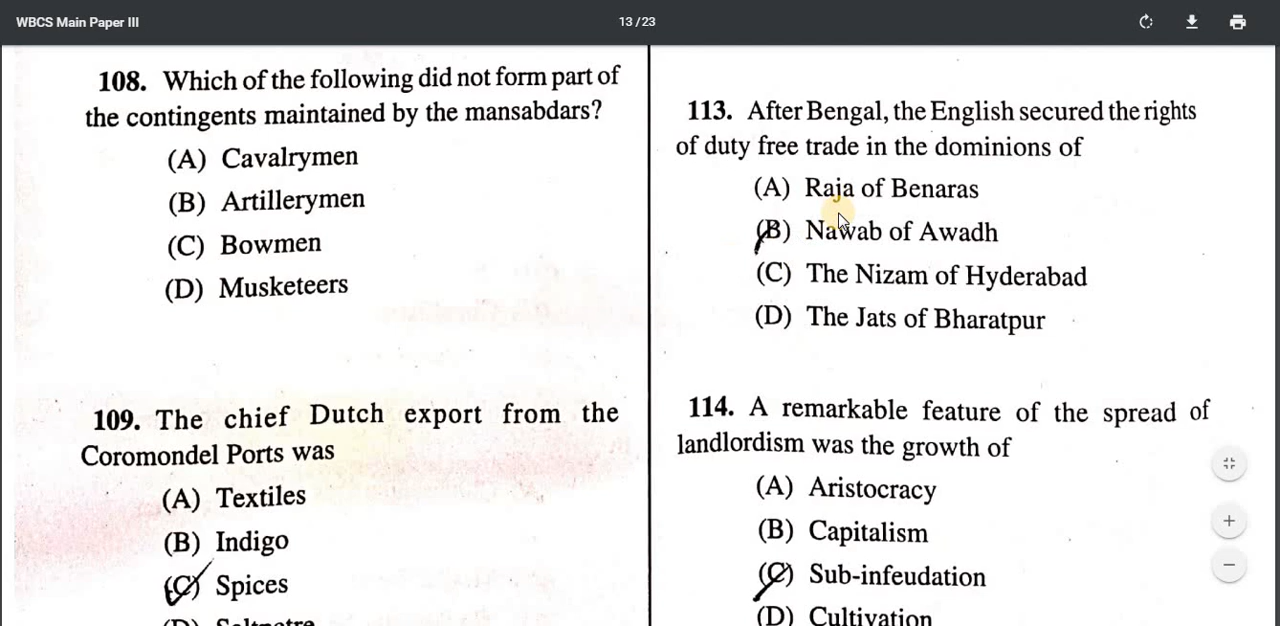 WBCS Main Paper III
13 / 23
108. Which of the following did not form part of
the contingents maintained by the mansabdars?
(A) Cavalrymen
(B) Artillerymen
(C) Bowmen
(D) Musketeers
109. The chief Dutch export from the
Coromondel Ports was
(A) Textiles
(B) Indigo
(C) Spices
(D) Saltpetre
113. After Bengal, the English secured the rights
of duty free trade in the dominions of
(A) Raja of Benaras
(B) Nawab of Awadh
(C) The Nizam of Hyderabad
(D) The Jats of Bharatpur
114. A remarkable feature of the spread of
landlordism was the growth of
(A) Aristocracy
(B) Capitalism
(C) Sub-infeudation
(D) Cultivation